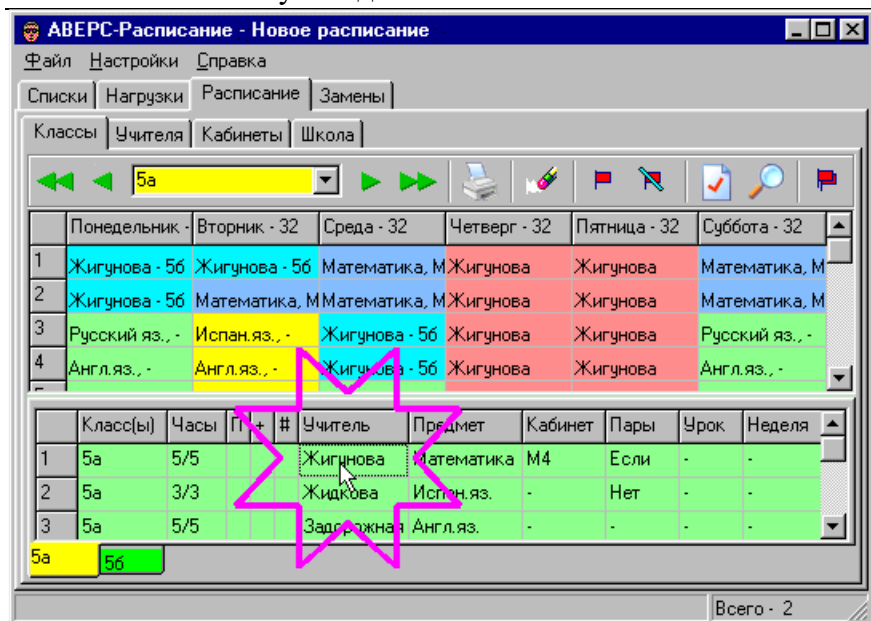 АВЕРС-Расписание - Новое расписание
Файл Настройки Справка
Списки Нагрузки Расписание Замены
Классы Учителя Кабинеты Школа
5а
Понедельник - Вторник - 32 Среда - 32 Четверг - 32 Пятница - 32 Суббота - 32
1 Жигунова - 5б Жигунова - 5б Математика, М Жигунова Жигунова Математика, М
2 Жигунова - 5б Математика, М Математика, М Жигунова Жигунова Математика, М
3 Русский яз., - Испан.яз., - Жигунова - 5б Жигунова Жигунова Русский яз., -
4 Англ.яз., - Англ.яз., - Жигунова - 5б Жигунова Жигунова Англ.яз., -
Класс(ы) Часы П + # Учитель Предмет Кабинет Пары Урок Неделя
1 5а 5/5 Жигунова Математика М4 Если - -
2 5а 3/3 Жидкова Испан.яз. - Нет - -
3 5а 5/5 Задорожная Англ.яз. - - - -
5а 5б
Всего - 2